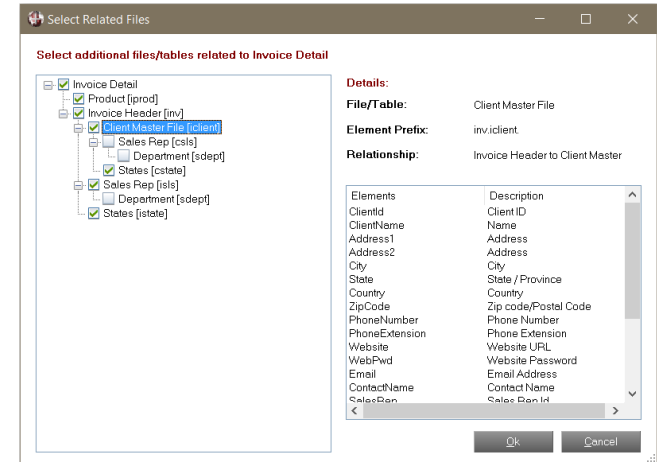 Select Related Files
Select additional files/tables related to Invoice Detail
Invoice Detail
Product [iprod]
Invoice Header [inv]
Client Master File [iclient]
Sales Rep [csls]
Department [sdept]
States [cstate]
Sales Rep [isls]
Department [sdept]
States [istate]
Details:
File/Table: Client Master File
Element Prefix: inv.iclient.
Relationship: Invoice Header to Client Master
Elements Description
ClientId Client ID
ClientName Name
Address1 Address
Address2 Address
City City
State State / Province
Country Country
ZipCode Zip code/Postal Code
PhoneNumber Phone Number
PhoneExtension Phone Extension
Website Website URL
WebPwd Website Password
Email Email Address
ContactName Contact Name
SalesRep Sales Rep Id
Ok Cancel